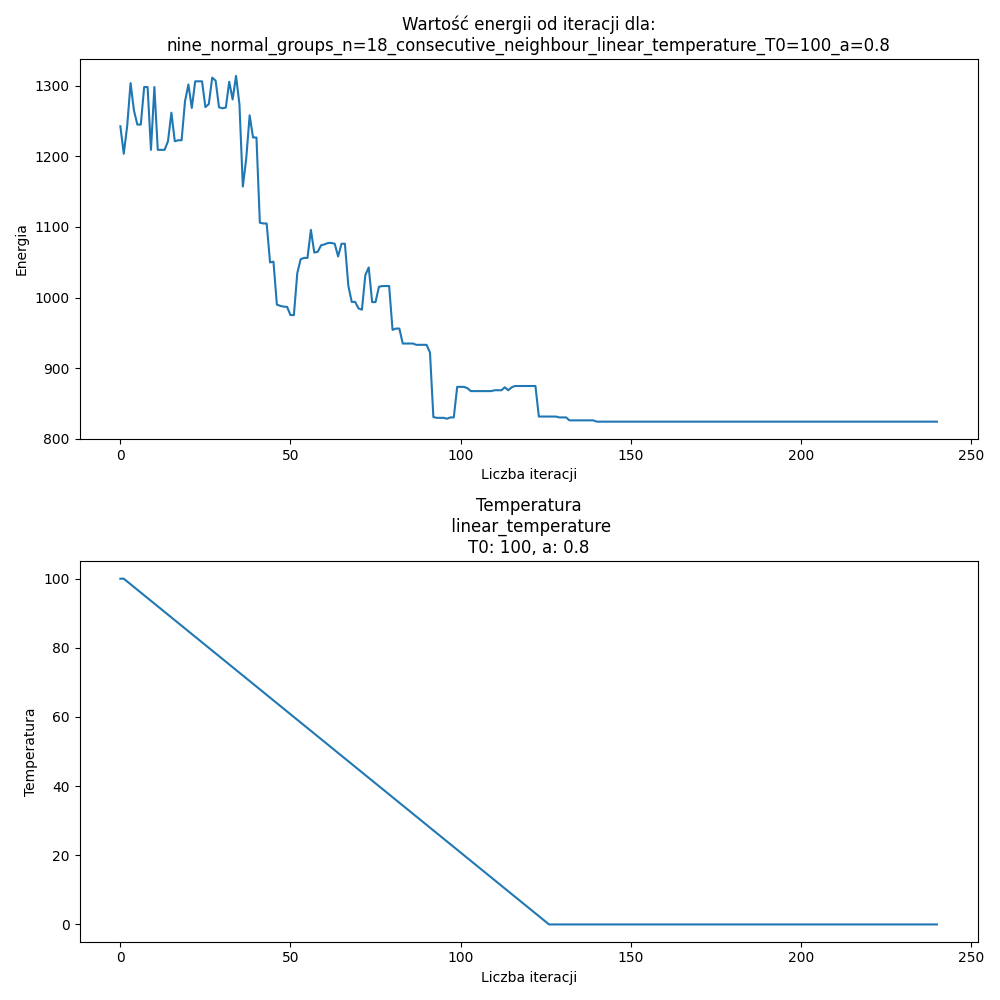 Wartość energii od iteracji dla:
nine_normal_groups_n=18_consecutive_neighbour_linear_temperature_T0=100_a=0.8
1300
1200
1100
1000
900
800
Energia
0 50 100 150 200 250
Liczba iteracji
Temperatura
linear_temperature
T0: 100, a: 0.8
100
80
60
40
20
0
Temperatura
0 50 100 150 200 250
Liczba iteracji